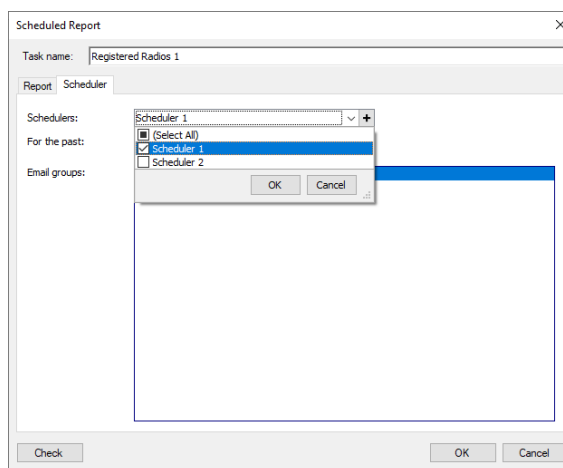 Scheduled Report
Task name: Registered Radios 1
Report Scheduler
Schedulers: Scheduler 1
(Select All)
For the past:
Scheduler 1
Scheduler 2
Email groups:
OK Cancel
Check OK Cancel